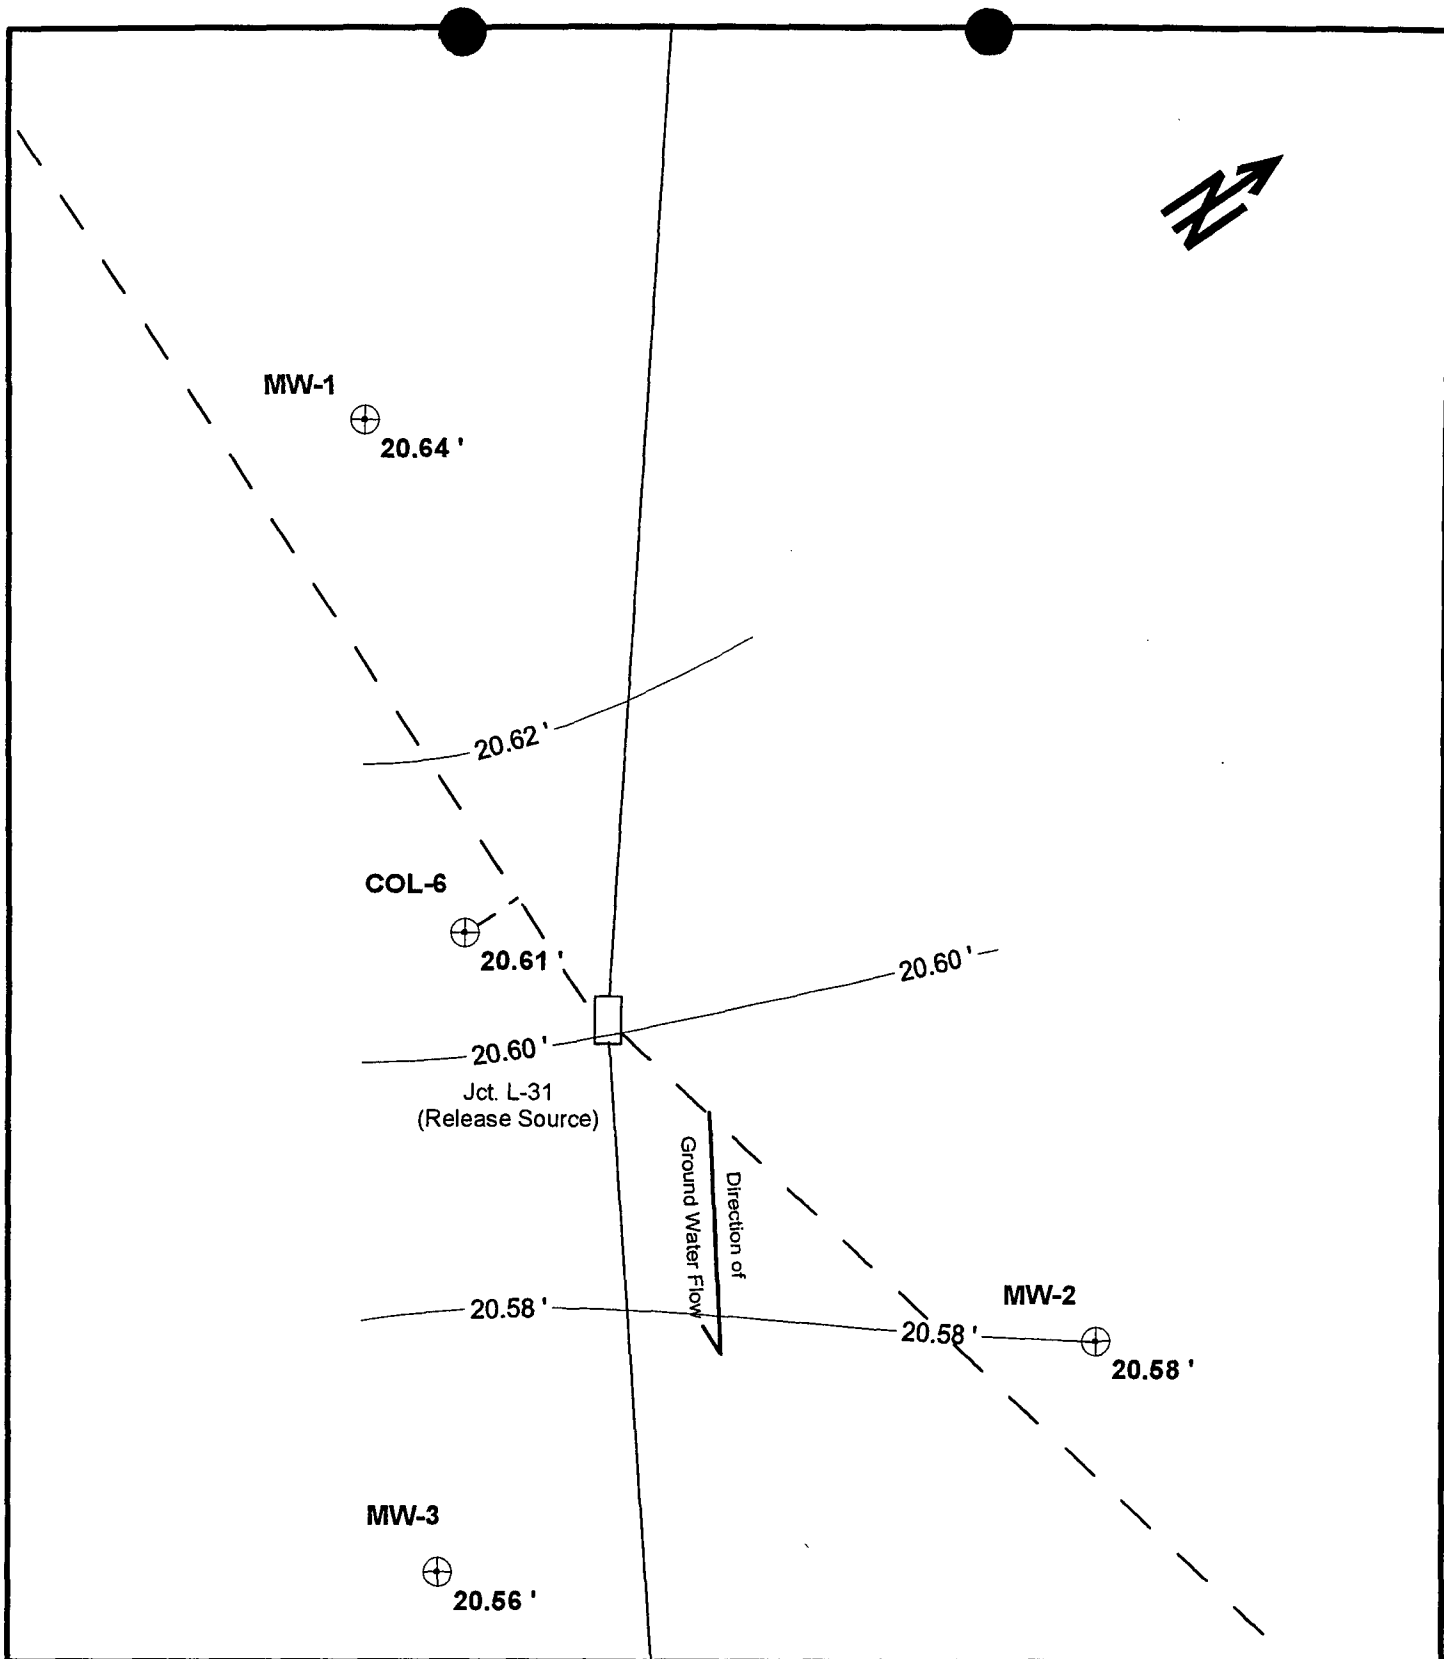 N
MW-1
20.64 '
20.62 '
COL-6
20.61 '
20.60 '
20.60 '
Jct. L-31
(Release Source)
Direction of
Ground Water Flow
20.58 '
20.58 '
MW-2
20.58 '
MW-3
20.56 '